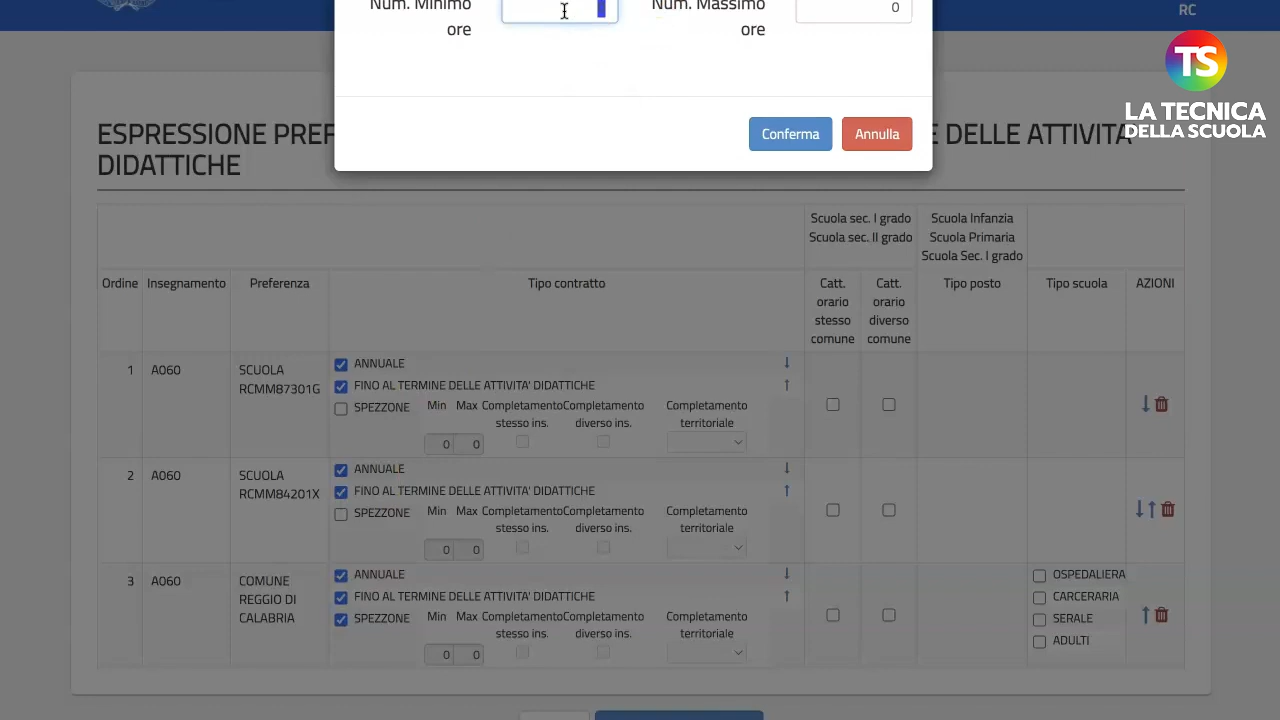 Num. Minimo
ore
Num. Massimo
ore
0
RC
TS
LA TECNICA
DELLA SCUOLA
Conferma
Annulla
ESPRESSIONE PREF
E DELLE ATTIVITA'
DIDATTICHE
Scuola sec. I grado
Scuola sec. II grado
Scuola Infanzia
Scuola Primaria
Scuola Sec. I grado
Ordine
Insegnamento
Preferenza
Tipo contratto
Catt.
orario
stesso
comune
Catt.
orario
diverso
comune
Tipo posto
Tipo scuola
AZIONI
1
A060
SCUOLA
RCMM87301G
ANNUALE
FINO AL TERMINE DELLE ATTIVITA' DIDATTICHE
SPEZZONE
Min
Max
Completamento
stesso ins.
Completamento
diverso ins.
Completamento
territoriale
0
0
2
A060
SCUOLA
RCMM84201X
ANNUALE
FINO AL TERMINE DELLE ATTIVITA' DIDATTICHE
SPEZZONE
Min
Max
Completamento
stesso ins.
Completamento
diverso ins.
Completamento
territoriale
0
0
3
A060
COMUNE
REGGIO DI
CALABRIA
ANNUALE
FINO AL TERMINE DELLE ATTIVITA' DIDATTICHE
SPEZZONE
Min
Max
Completamento
stesso ins.
Completamento
diverso ins.
Completamento
territoriale
0
0
OSPEDALIERA
CARCERARIA
SERALE
ADULTI